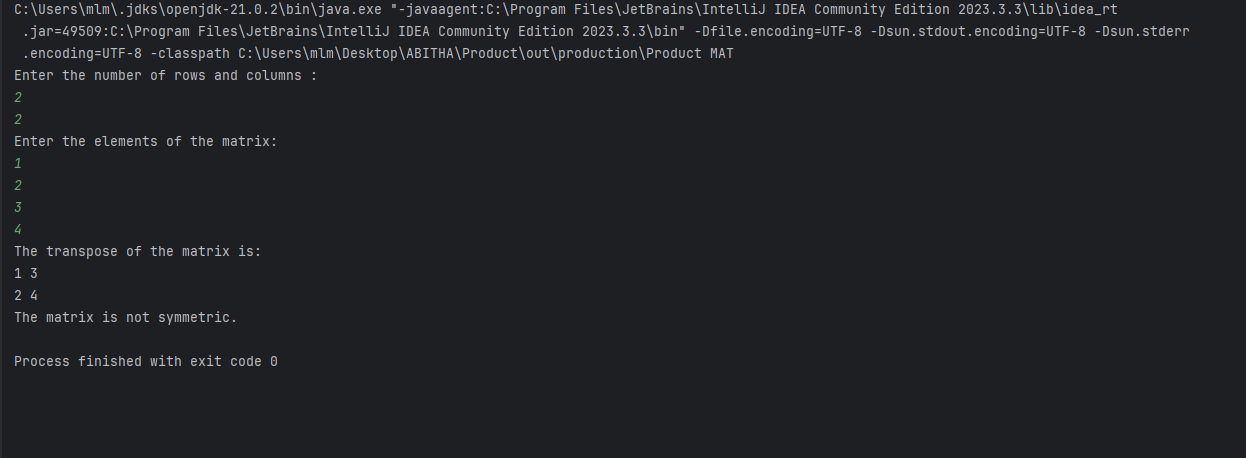 C:\Users\mlm\.jdks\openjdk-21.0.2\bin\java.exe "-javaagent:C:\Program Files\JetBrains\IntelliJ IDEA Community Edition 2023.3.3\lib\idea_rt
.jar=49509:C:\Program Files\JetBrains\IntelliJ IDEA Community Edition 2023.3.3\bin" -Dfile.encoding=UTF-8 -Dsun.stdout.encoding=UTF-8 -Dsun.stderr
.encoding=UTF-8 -classpath C:\Users\mlm\Desktop\ABITHA\Product\out\production\Product MAT
Enter the number of rows and columns :
2
2
Enter the elements of the matrix:
1
2
3
4
The transpose of the matrix is:
1 3
2 4
The matrix is not symmetric.
Process finished with exit code 0